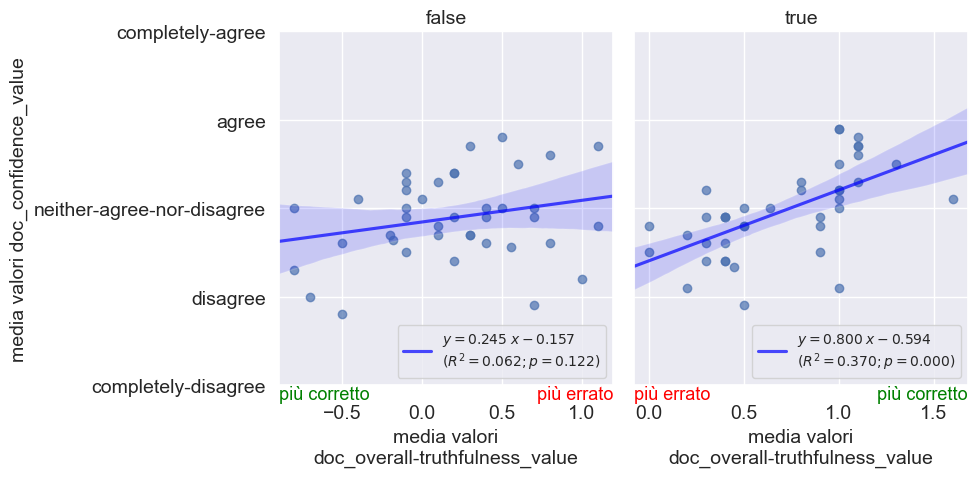 false
true
completely-agree
agree
neither-agree-nor-disagree
disagree
completely-disagree
media valori doc_confidence_value
y = 0.245 x − 0.157
(R² = 0.062; p = 0.122)
y = 0.800 x − 0.594
(R² = 0.370; p = 0.000)
più corretto
più errato
più errato
più corretto
−0.5 0.0 0.5 1.0
0.0 0.5 1.0 1.5
media valori
doc_overall-truthfulness_value
media valori
doc_overall-truthfulness_value